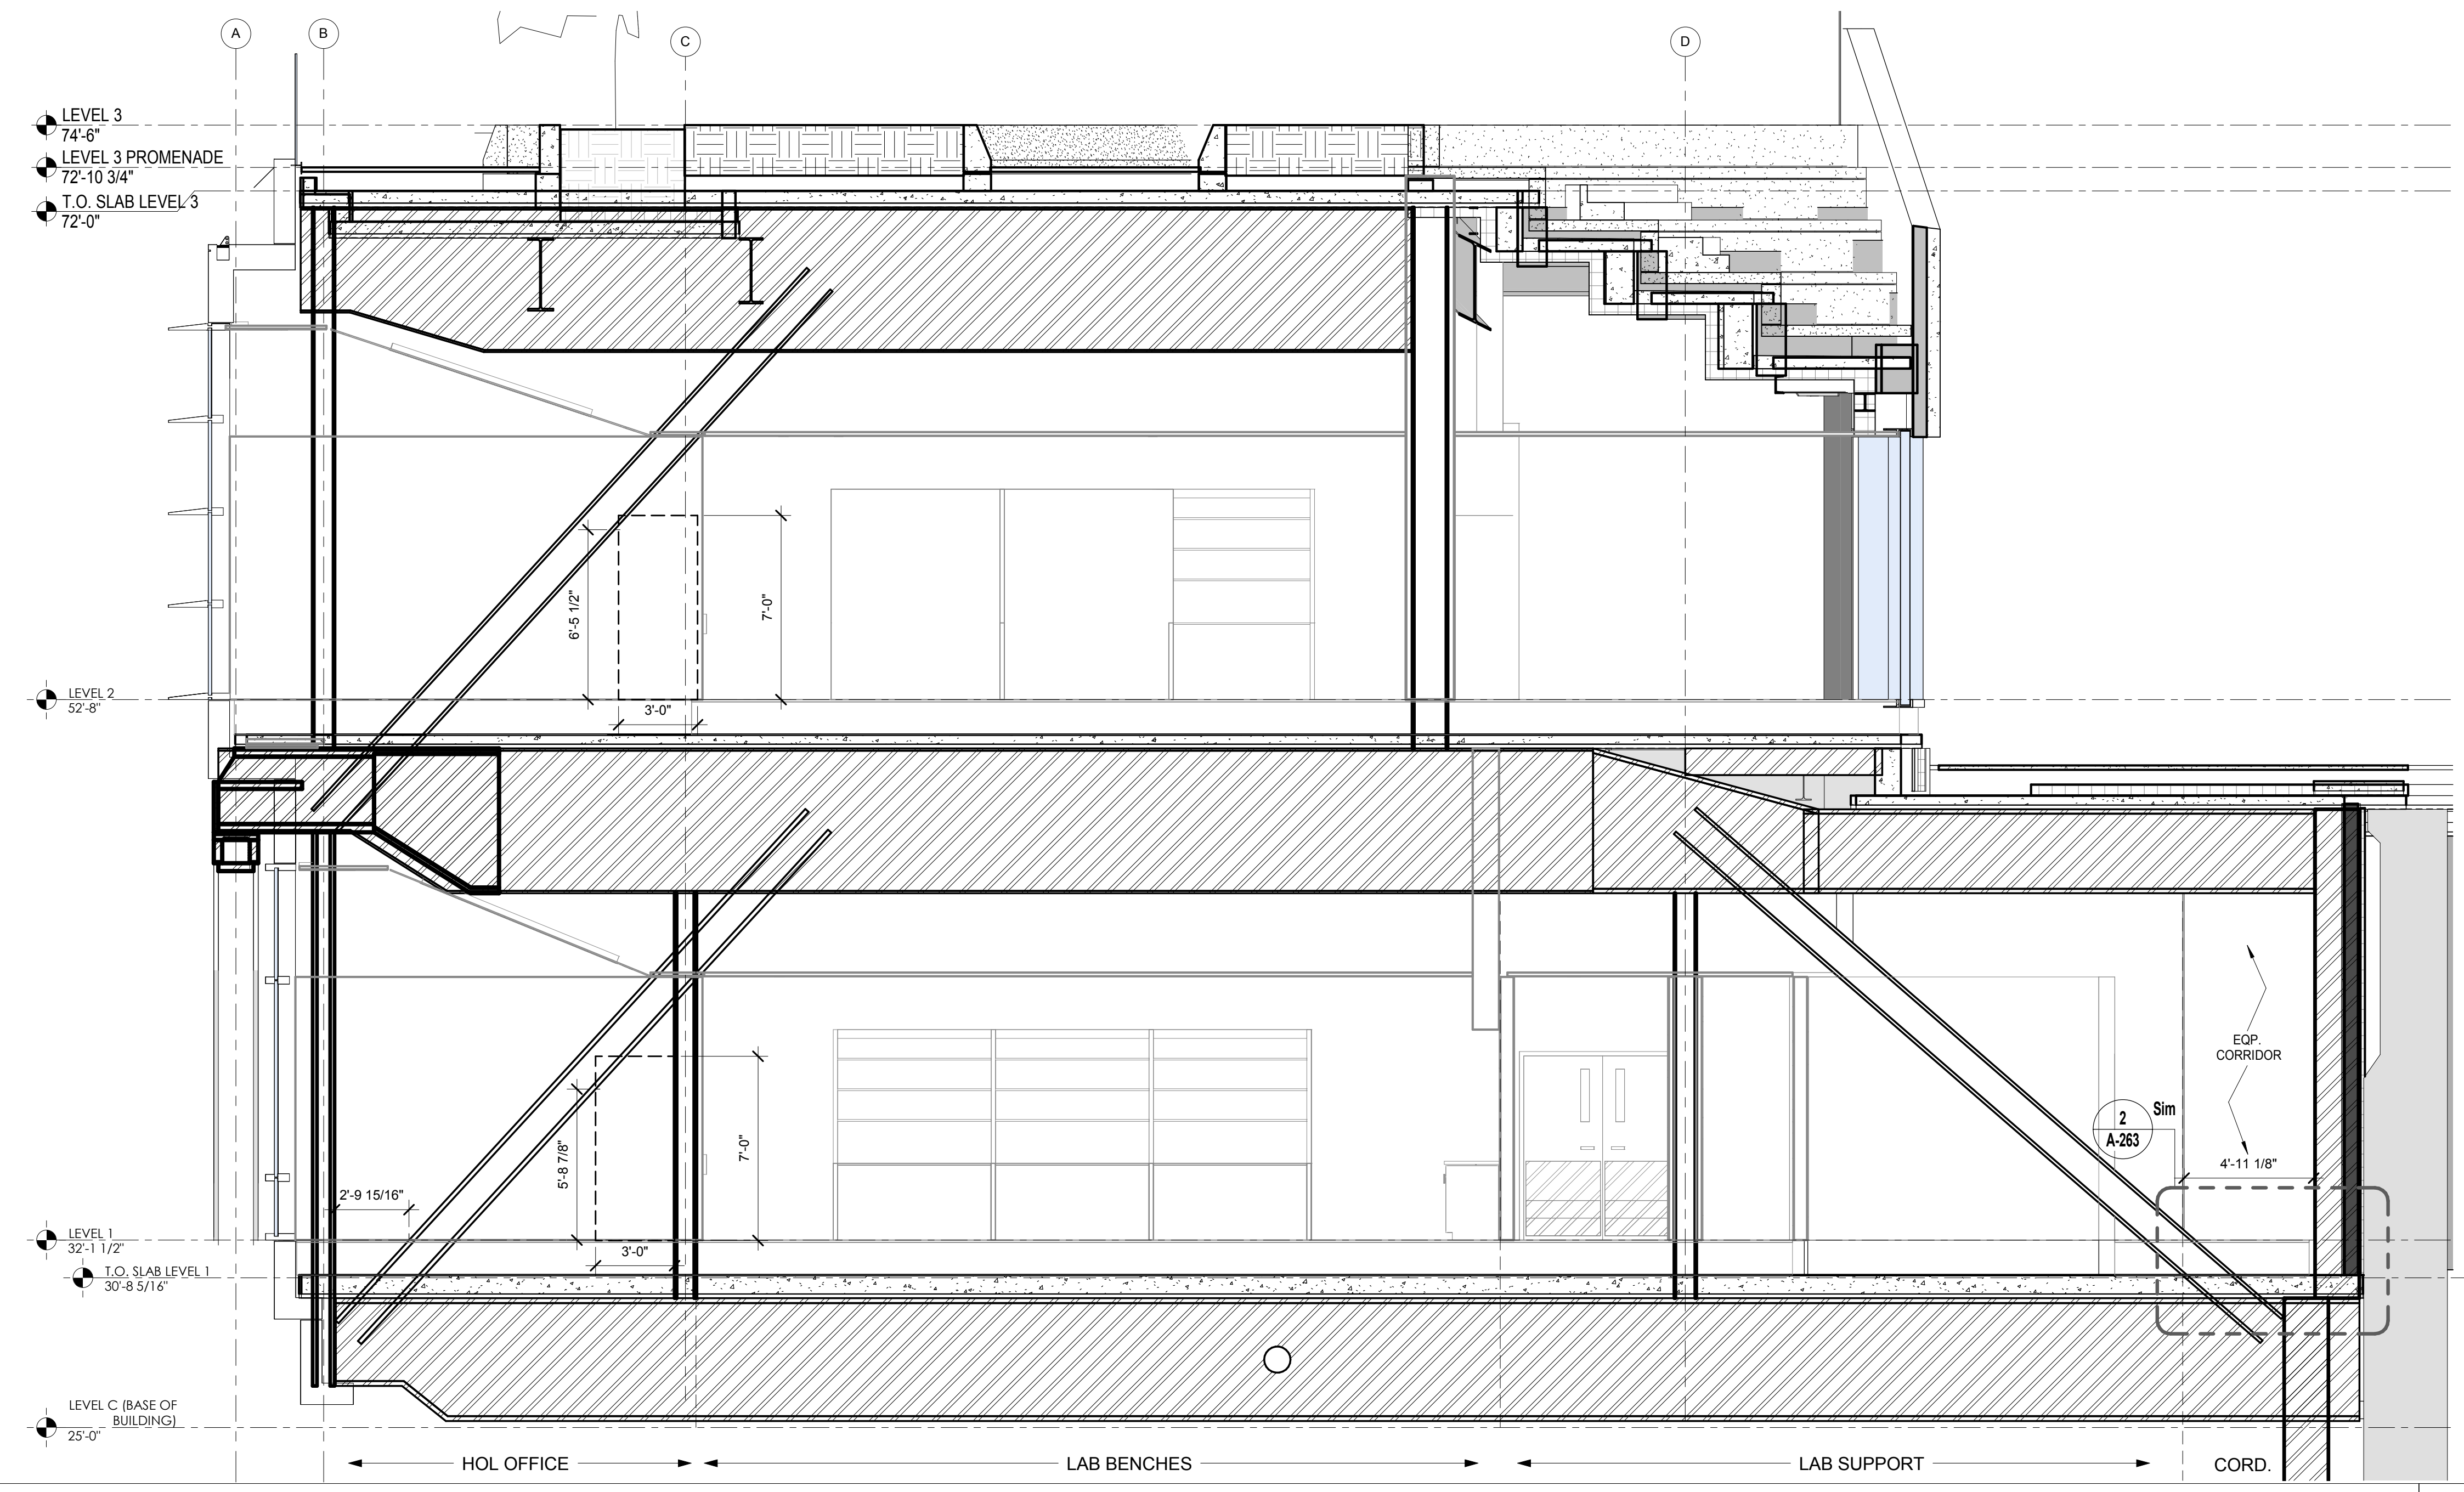 A
B
C
D
LEVEL 3
74'-6"
LEVEL 3 PROMENADE
72'-10 3/4"
T.O. SLAB LEVEL 3
72'-0"
6'-5 1/2"
7'-0"
3'-0"
LEVEL 2
52'-8"
EQP.
CORRIDOR
2
Sim
A-263
4'-11 1/8"
5'-8 7/8"
7'-0"
2'-9 15/16"
3'-0"
LEVEL 1
32'-1 1/2"
T.O. SLAB LEVEL 1
30'-8 5/16"
LEVEL C (BASE OF
BUILDING)
25'-0"
HOL OFFICE
LAB BENCHES
LAB SUPPORT
CORD.